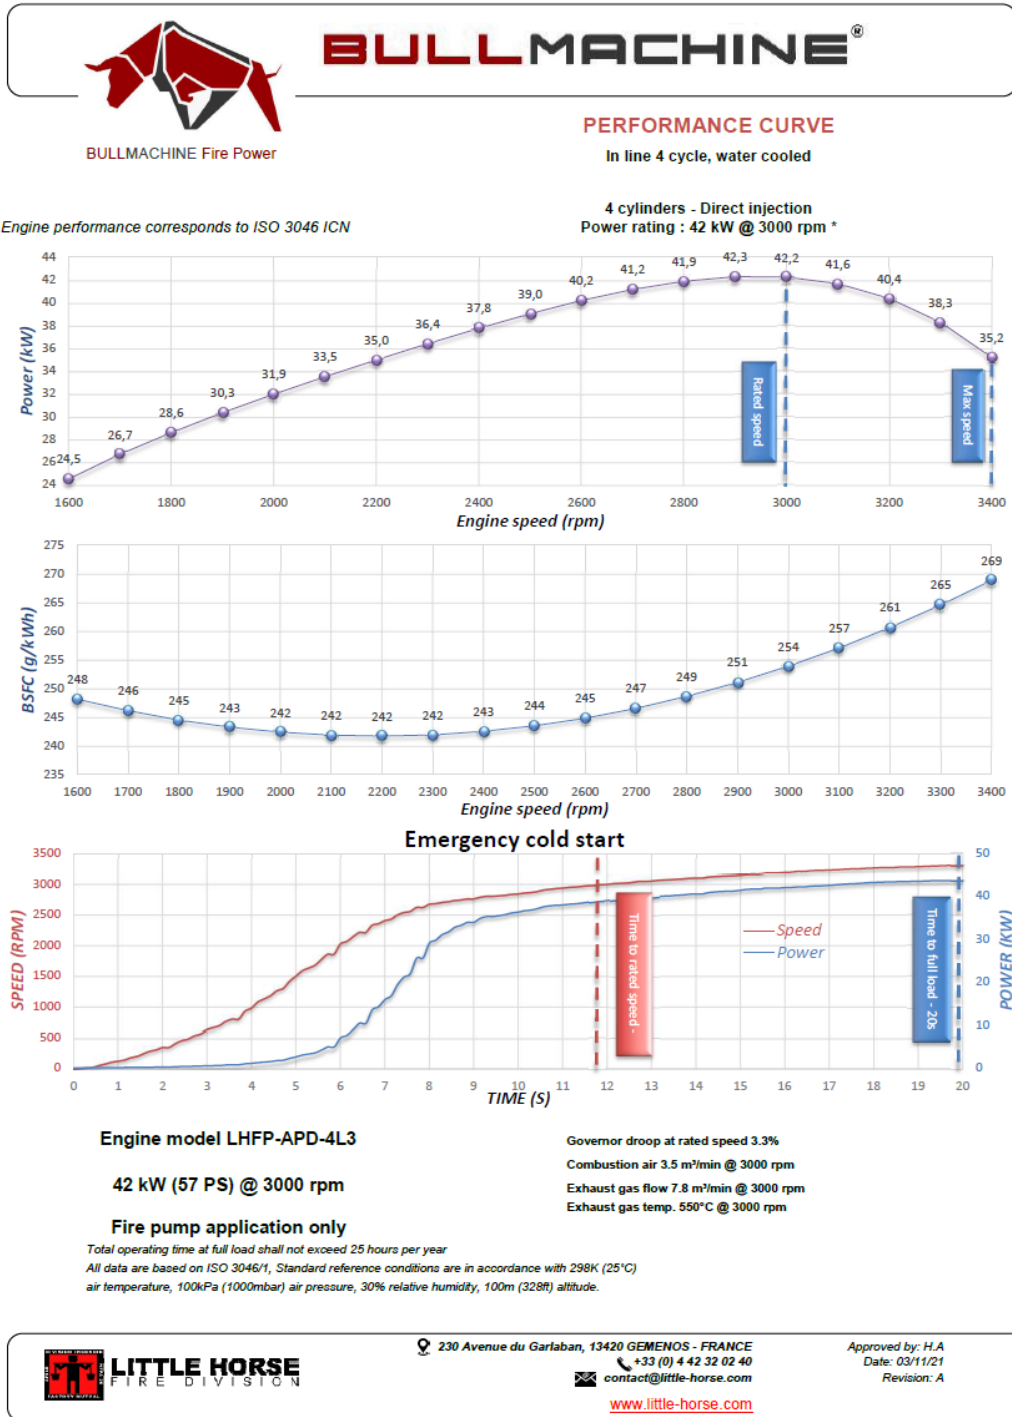 BULLMACHINE®
BULLMACHINE Fire Power
PERFORMANCE CURVE
In line 4 cycle, water cooled
4 cylinders - Direct injection
Engine performance corresponds to ISO 3046 ICN
Power rating : 42 kW @ 3000 rpm *
Power (kW)
44
42
40
38
36
34
32
30
28
26
24
24,5
26,7
28,6
30,3
31,9
33,5
35,0
36,4
37,8
39,0
40,2
41,2
41,9
42,3
42,2
41,6
40,4
38,3
35,2
Rated speed
Max speed
1600 1800 2000 2200 2400 2600 2800 3000 3200 3400
Engine speed (rpm)
BSFC (g/kWh)
275
270
265
260
255
250
245
240
235
248
246
245
243
242
242
242
242
243
244
245
247
249
251
254
257
261
265
269
1600 1700 1800 1900 2000 2100 2200 2300 2400 2500 2600 2700 2800 2900 3000 3100 3200 3300 3400
Engine speed (rpm)
Emergency cold start
SPEED (RPM)
3500
3000
2500
2000
1500
1000
500
0
Time to rated speed -
Speed
Power
Time to full load - 20s
50
40
30
20
10
0
POWER (KW)
0 1 2 3 4 5 6 7 8 9 10 11 12 13 14 15 16 17 18 19 20
TIME (S)
Engine model LHFP-APD-4L3
42 kW (57 PS) @ 3000 rpm
Fire pump application only
Governor droop at rated speed 3.3%
Combustion air 3.5 m³/min @ 3000 rpm
Exhaust gas flow 7.8 m³/min @ 3000 rpm
Exhaust gas temp. 550°C @ 3000 rpm
Total operating time at full load shall not exceed 25 hours per year
All data are based on ISO 3046/1, Standard reference conditions are in accordance with 298K (25°C)
air temperature, 100kPa (1000mbar) air pressure, 30% relative humidity, 100m (328ft) altitude.
LITTLE HORSE
FIRE DIVISION
230 Avenue du Garlaban, 13420 GEMENOS - FRANCE
+33 (0) 4 42 32 02 40
contact@little-horse.com
www.little-horse.com
Approved by: H.A
Date: 03/11/21
Revision: A